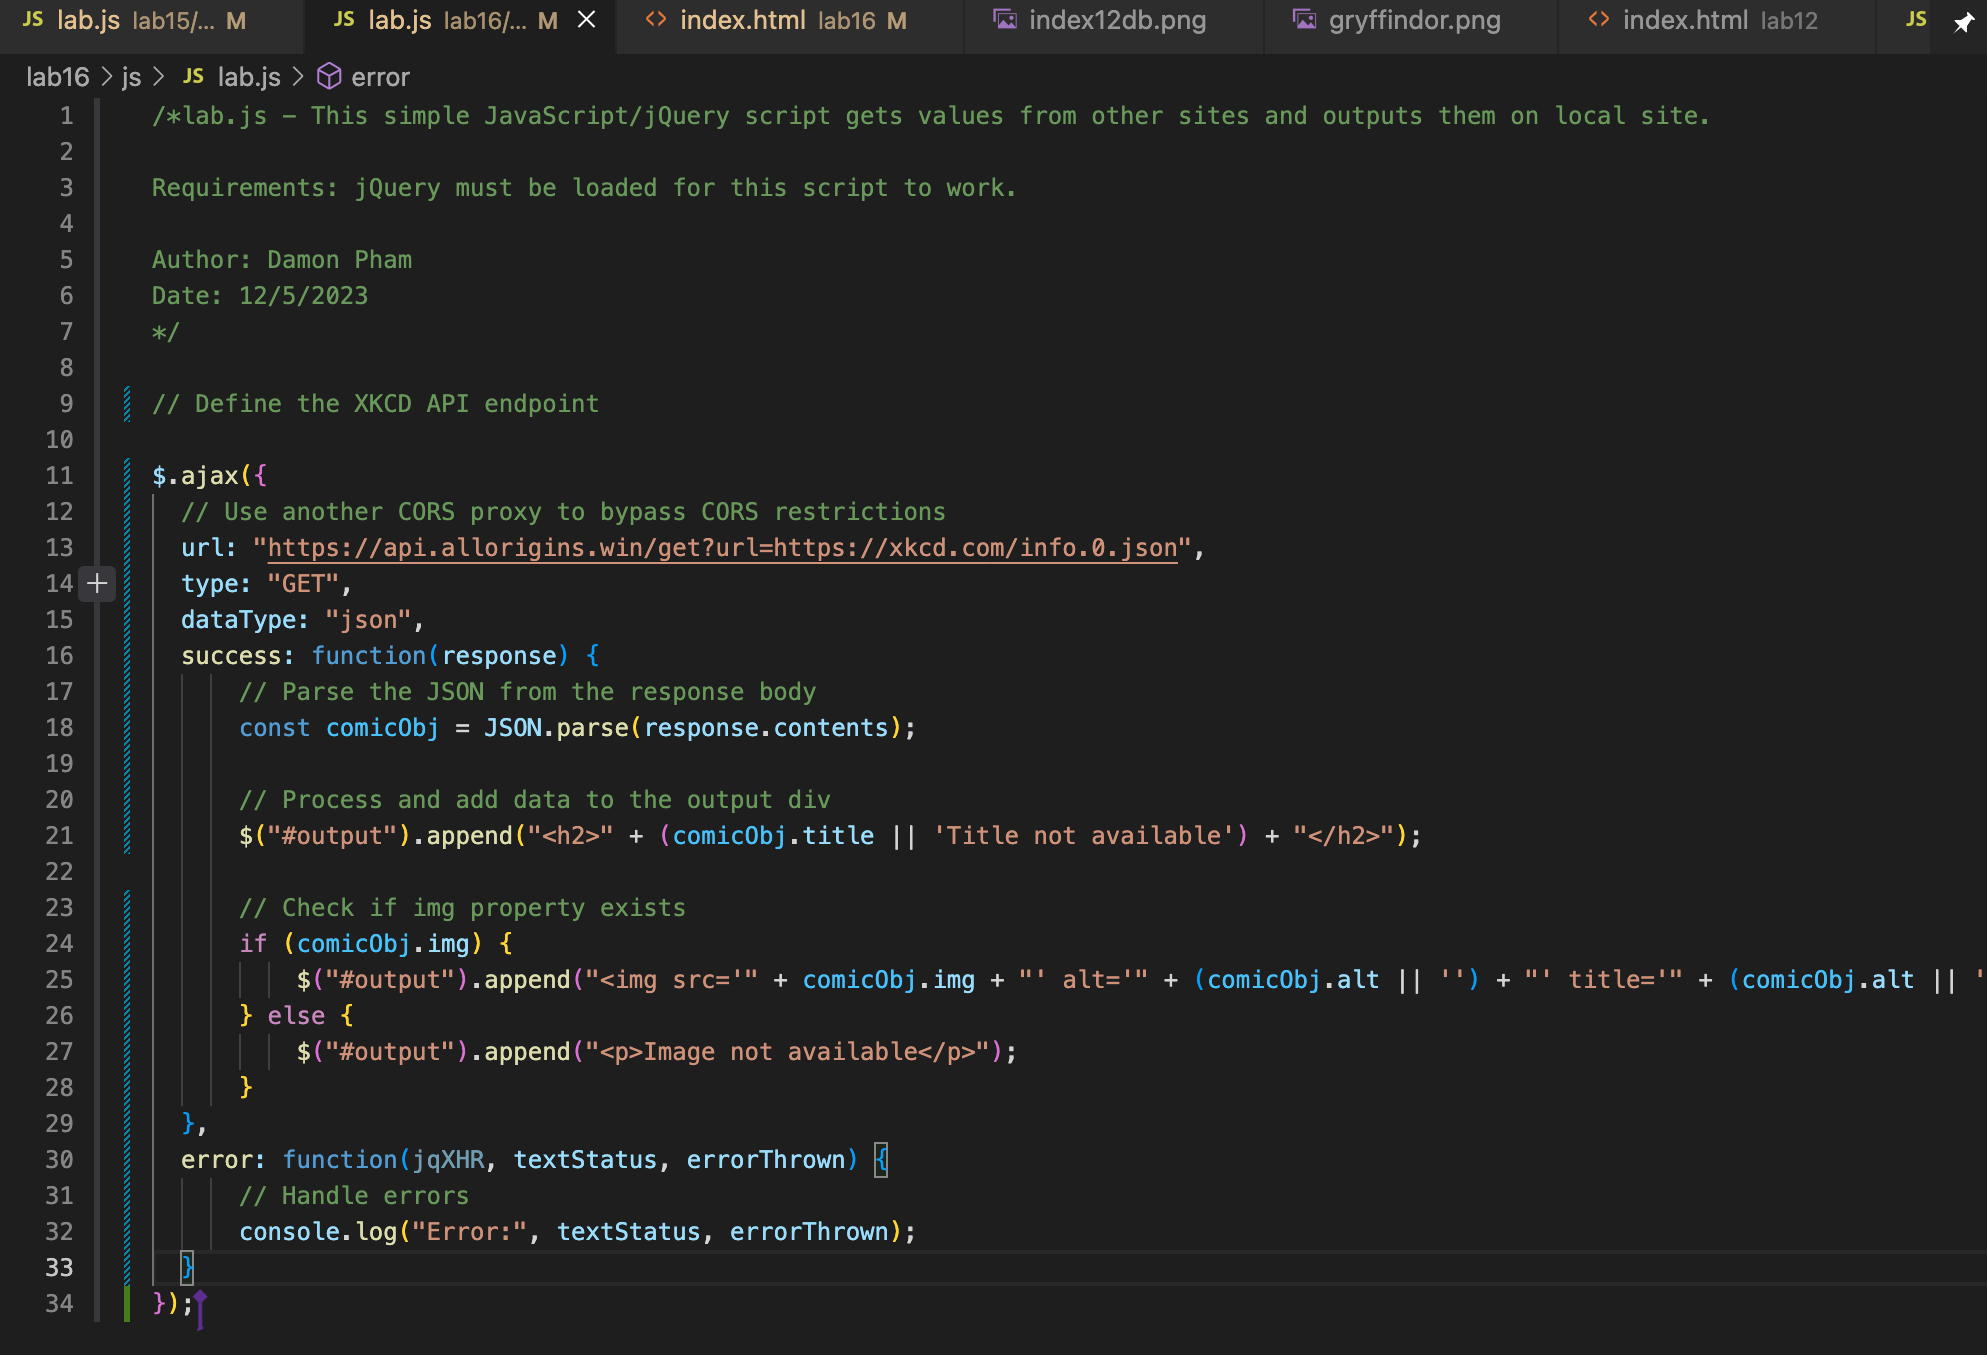 JS lab.js lab15/... M JS lab.js lab16/... M index.html lab16 M index12db.png gryffindor.png index.html lab12 JS
lab16 > js > JS lab.js > error
1 /*lab.js – This simple JavaScript/jQuery script gets values from other sites and outputs them on local site.
2
3 Requirements: jQuery must be loaded for this script to work.
4
5 Author: Damon Pham
6 Date: 12/5/2023
7 */
8
9 // Define the XKCD API endpoint
10
11 $.ajax({
12 // Use another CORS proxy to bypass CORS restrictions
13 url: "https://api.allorigins.win/get?url=https://xkcd.com/info.0.json",
14 type: "GET",
15 dataType: "json",
16 success: function(response) {
17 // Parse the JSON from the response body
18 const comicObj = JSON.parse(response.contents);
19
20 // Process and add data to the output div
21 $("#output").append("<h2>" + (comicObj.title || 'Title not available') + "</h2>");
22
23 // Check if img property exists
24 if (comicObj.img) {
25 $("#output").append("<img src='" + comicObj.img + "' alt='" + (comicObj.alt || '') + "' title='" + (comicObj.alt || '
26 } else {
27 $("#output").append("<p>Image not available</p>");
28 }
29 },
30 error: function(jqXHR, textStatus, errorThrown) {
31 // Handle errors
32 console.log("Error:", textStatus, errorThrown);
33 }
34 });